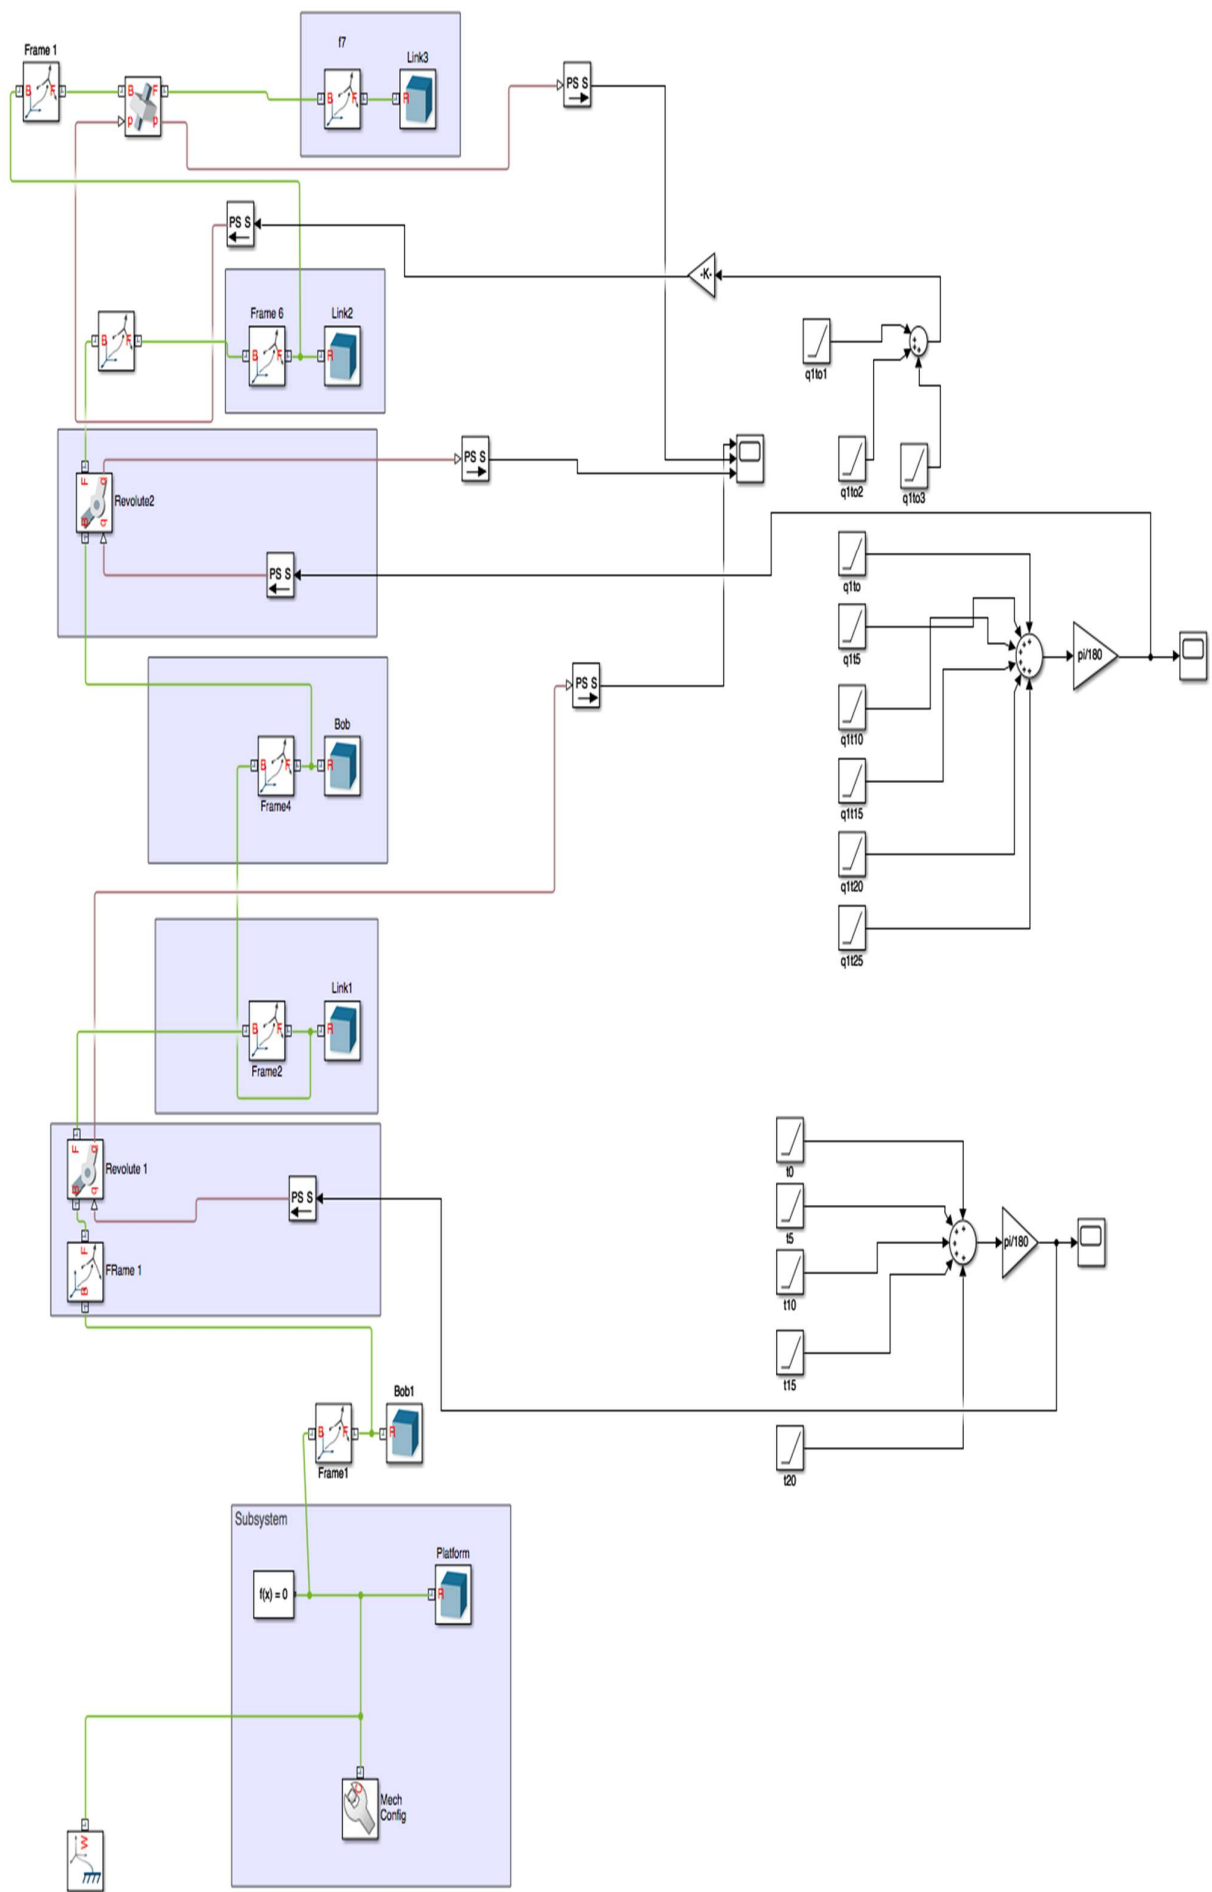 Frame 1
f7
Link3
B F
B F
p p
B F
R
PS S
PS S
-K-
Frame 6
Link2
B F
B F
R
q1to1
q1to2
q1to3
F q
B q
Revolute2
PS S
PS S
q1to
q1t5
q1t10
q1t15
q1t20
q1t25
pi/180
PS S
Bob
B F
R
Frame4
Link1
B F
R
Frame2
F q
B q
Revolute 1
PS S
F
B
FRame 1
t0
t5
t10
t15
t20
pi/180
Bob1
B F
R
Frame1
Subsystem
Platform
f(x) = 0
R
C
Mech
Config
W